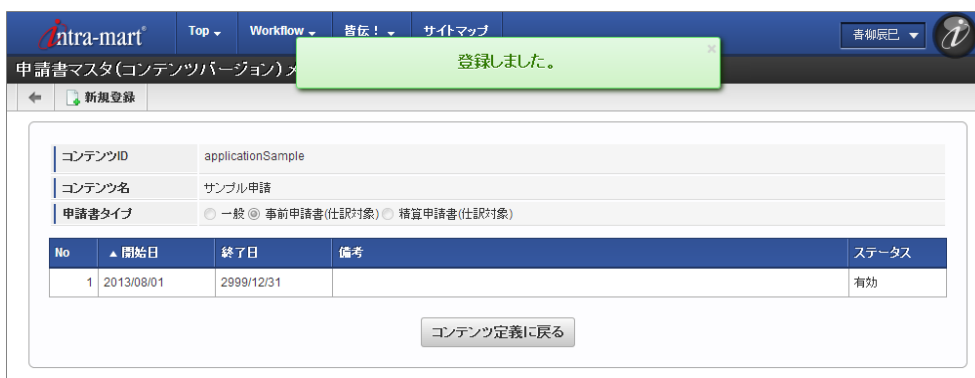 intra-mart Top Workflow 皆伝！ サイトマップ 青柳辰巳
登録しました。
申請書マスタ(コンテンツバージョン)メ
新規登録
コンテンツID applicationSample
コンテンツ名 サンプル申請
申請書タイプ 一般 事前申請書(仕訳対象) 精算申請書(仕訳対象)
No ▲開始日 終了日 備考 ステータス
1 2013/08/01 2999/12/31 有効
コンテンツ定義に戻る